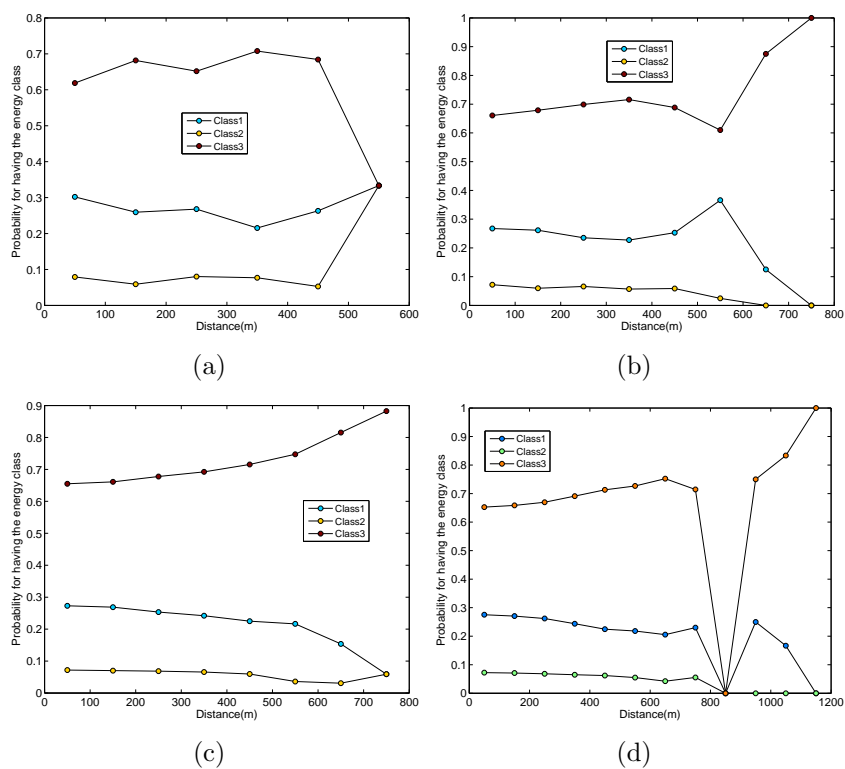 0.8
0.7
0.6
0.5
0.4
0.3
0.2
0.1
0
Probability for having the energy class
Class1
Class2
Class3
0 100 200 300 400 500 600
Distance(m)
(a)
1
0.9
0.8
0.7
0.6
0.5
0.4
0.3
0.2
0.1
0
Probability for having the energy class
Class1
Class2
Class3
0 100 200 300 400 500 600 700 800
Distance(m)
(b)
0.9
0.8
0.7
0.6
0.5
0.4
0.3
0.2
0.1
0
Probability for having the energy class
Class1
Class2
Class3
0 100 200 300 400 500 600 700 800
Distance(m)
(c)
1
0.9
0.8
0.7
0.6
0.5
0.4
0.3
0.2
0.1
0
Probability for having the energy class
Class1
Class2
Class3
0 200 400 600 800 1000 1200
Distance(m)
(d)